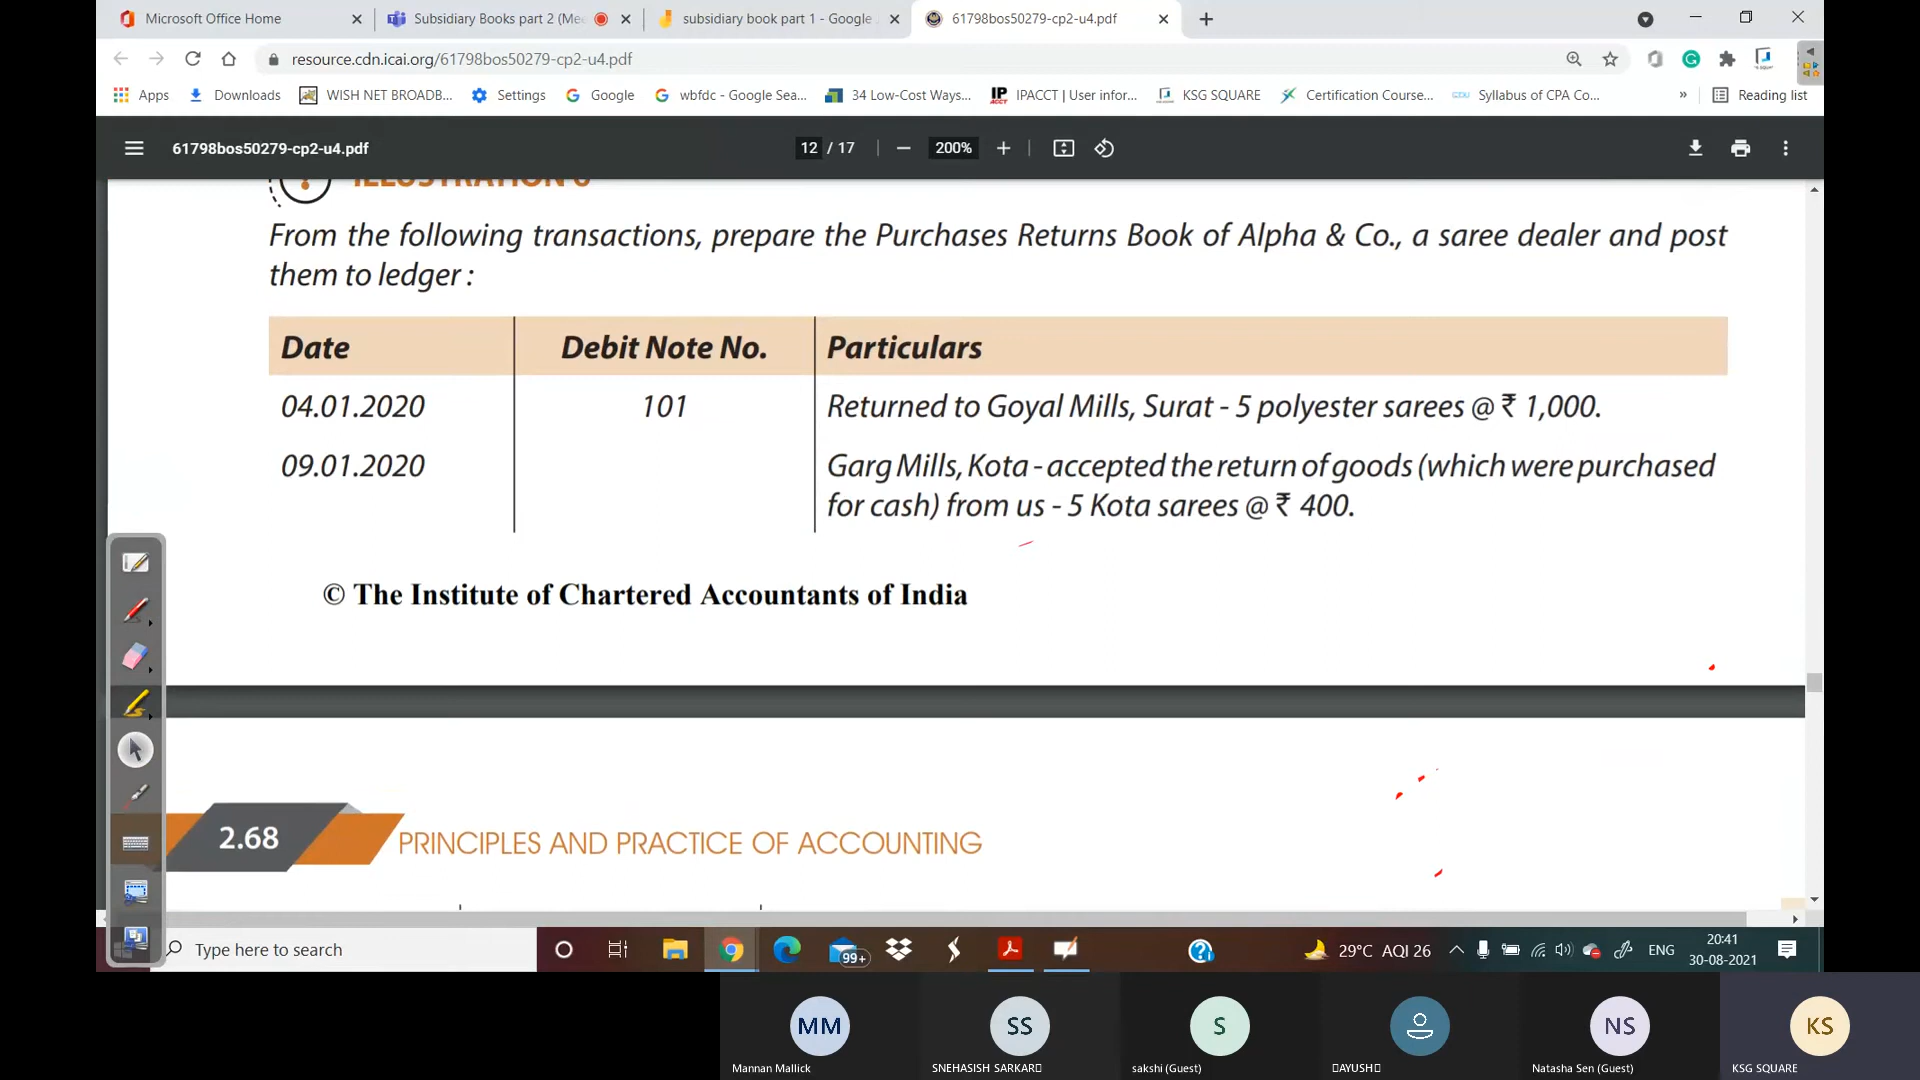 Microsoft Office Home
Subsidiary Books part 2 (Me
subsidiary book part 1 - Google
61798bos50279-cp2-u4.pdf
resource.cdn.icai.org/61798bos50279-cp2-u4.pdf
Apps
Downloads
WISH NET BROADB...
Settings
Google
wbfdc - Google Sea...
34 Low-Cost Ways...
IPACCT | User infor...
KSG SQUARE
Certification Course...
Syllabus of CPA Co...
»
Reading list
61798bos50279-cp2-u4.pdf
12 / 17
200%
ILLUSTRATION
From the following transactions, prepare the Purchases Returns Book of Alpha & Co., a saree dealer and post
them to ledger :
Date Debit Note No. Particulars
04.01.2020 101 Returned to Goyal Mills, Surat - 5 polyester sarees @ ₹ 1,000.
09.01.2020 Garg Mills, Kota - accepted the return of goods (which were purchased
for cash) from us - 5 Kota sarees @ ₹ 400.
© The Institute of Chartered Accountants of India
2.68 PRINCIPLES AND PRACTICE OF ACCOUNTING
Type here to search
99+
29°C AQI 26
ENG
20:41
30-08-2021
MM
SS
S
NS
KS
Mannan Mallick
SNEHASISH SARKAR
sakshi (Guest)
AYUSH
Natasha Sen (Guest)
KSG SQUARE